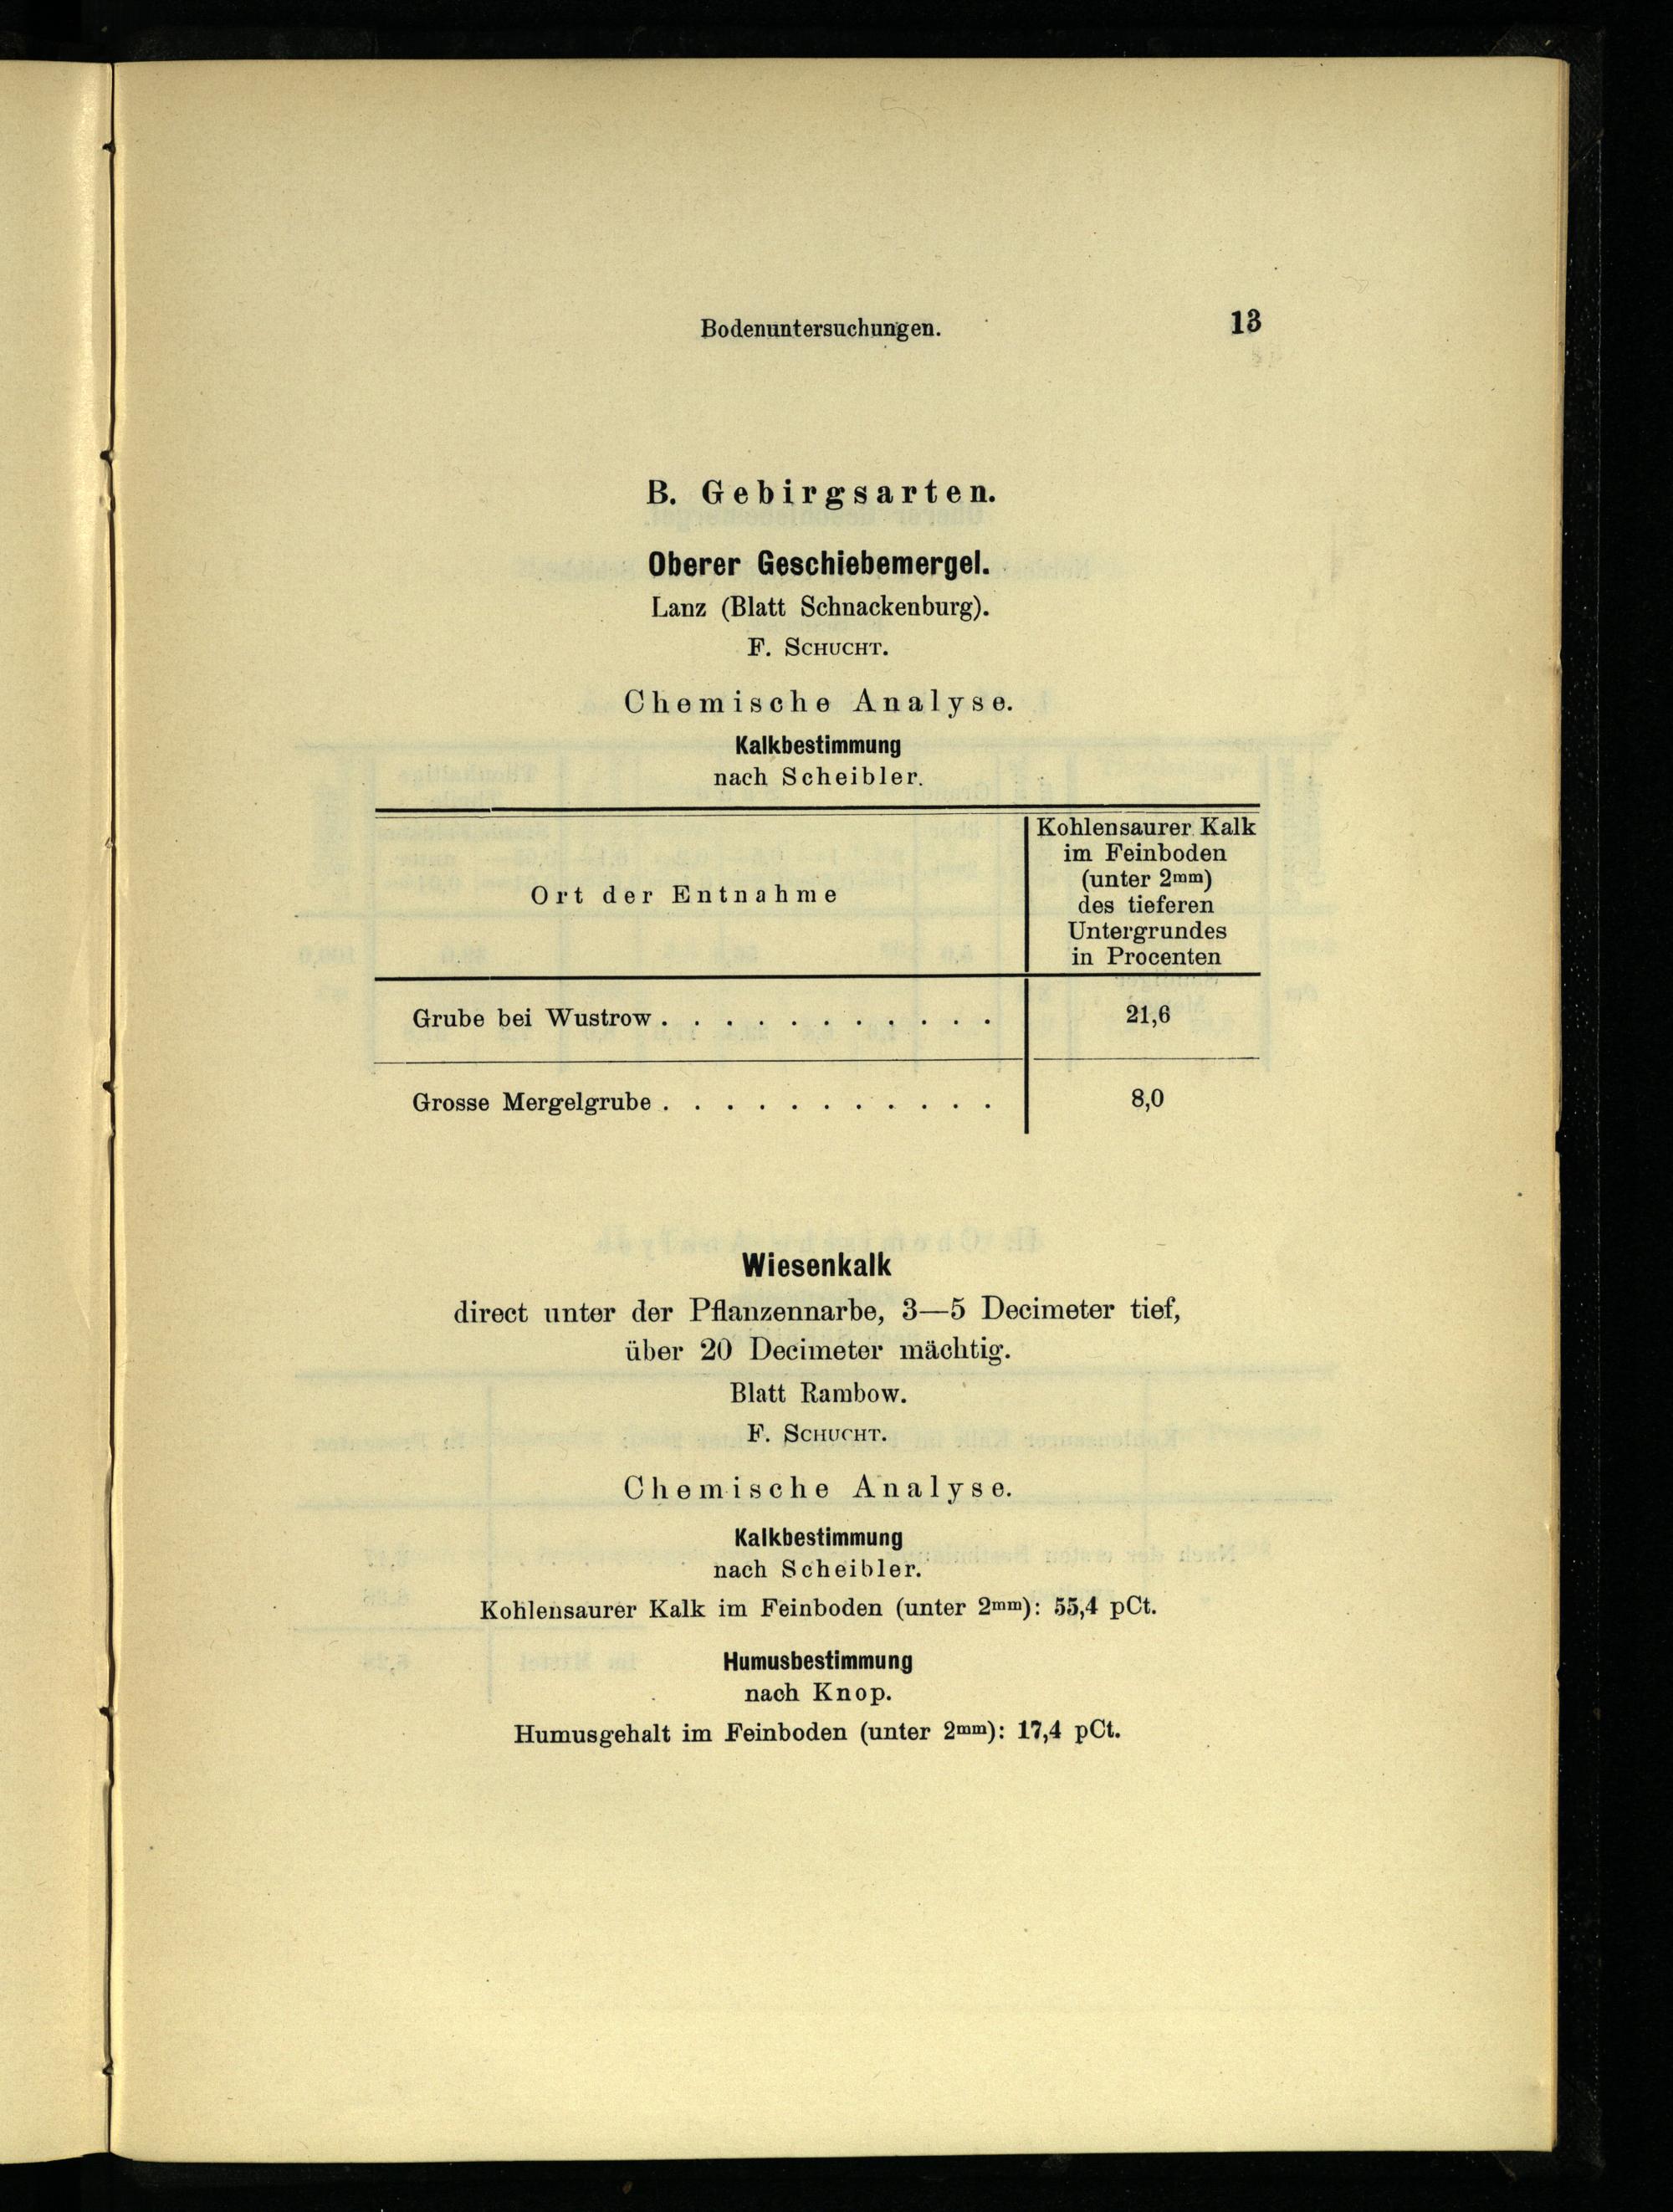 Bodenuntersuchungen. 13
B. Gebirgsarten.
Oberer Geschiebemergel.
Lanz (Blatt Schnackenburg).
F. SCHUCHT.
Chemische Analyse.
Kalkbestimmung
nach Scheibler.
Ort der Entnahme
Kohlensaurer Kalk
im Feinboden
(unter 2mm)
des tieferen
Untergrundes
in Procenten
Grube bei Wustrow . . . . . . . . . . . 21,6
Grosse Mergelgrube . . . . . . . . . . . 8,0
Wiesenkalk
direct unter der Pflanzennarbe, 3—5 Decimeter tief,
über 20 Decimeter mächtig.
Blatt Rambow.
F. SCHUCHT.
Chemische Analyse.
Kalkbestimmung
nach Scheibler.
Kohlensaurer Kalk im Feinboden (unter 2mm): 55,4 pCt.
Humusbestimmung
nach Knop.
Humusgehalt im Feinboden (unter 2mm): 17,4 pCt.